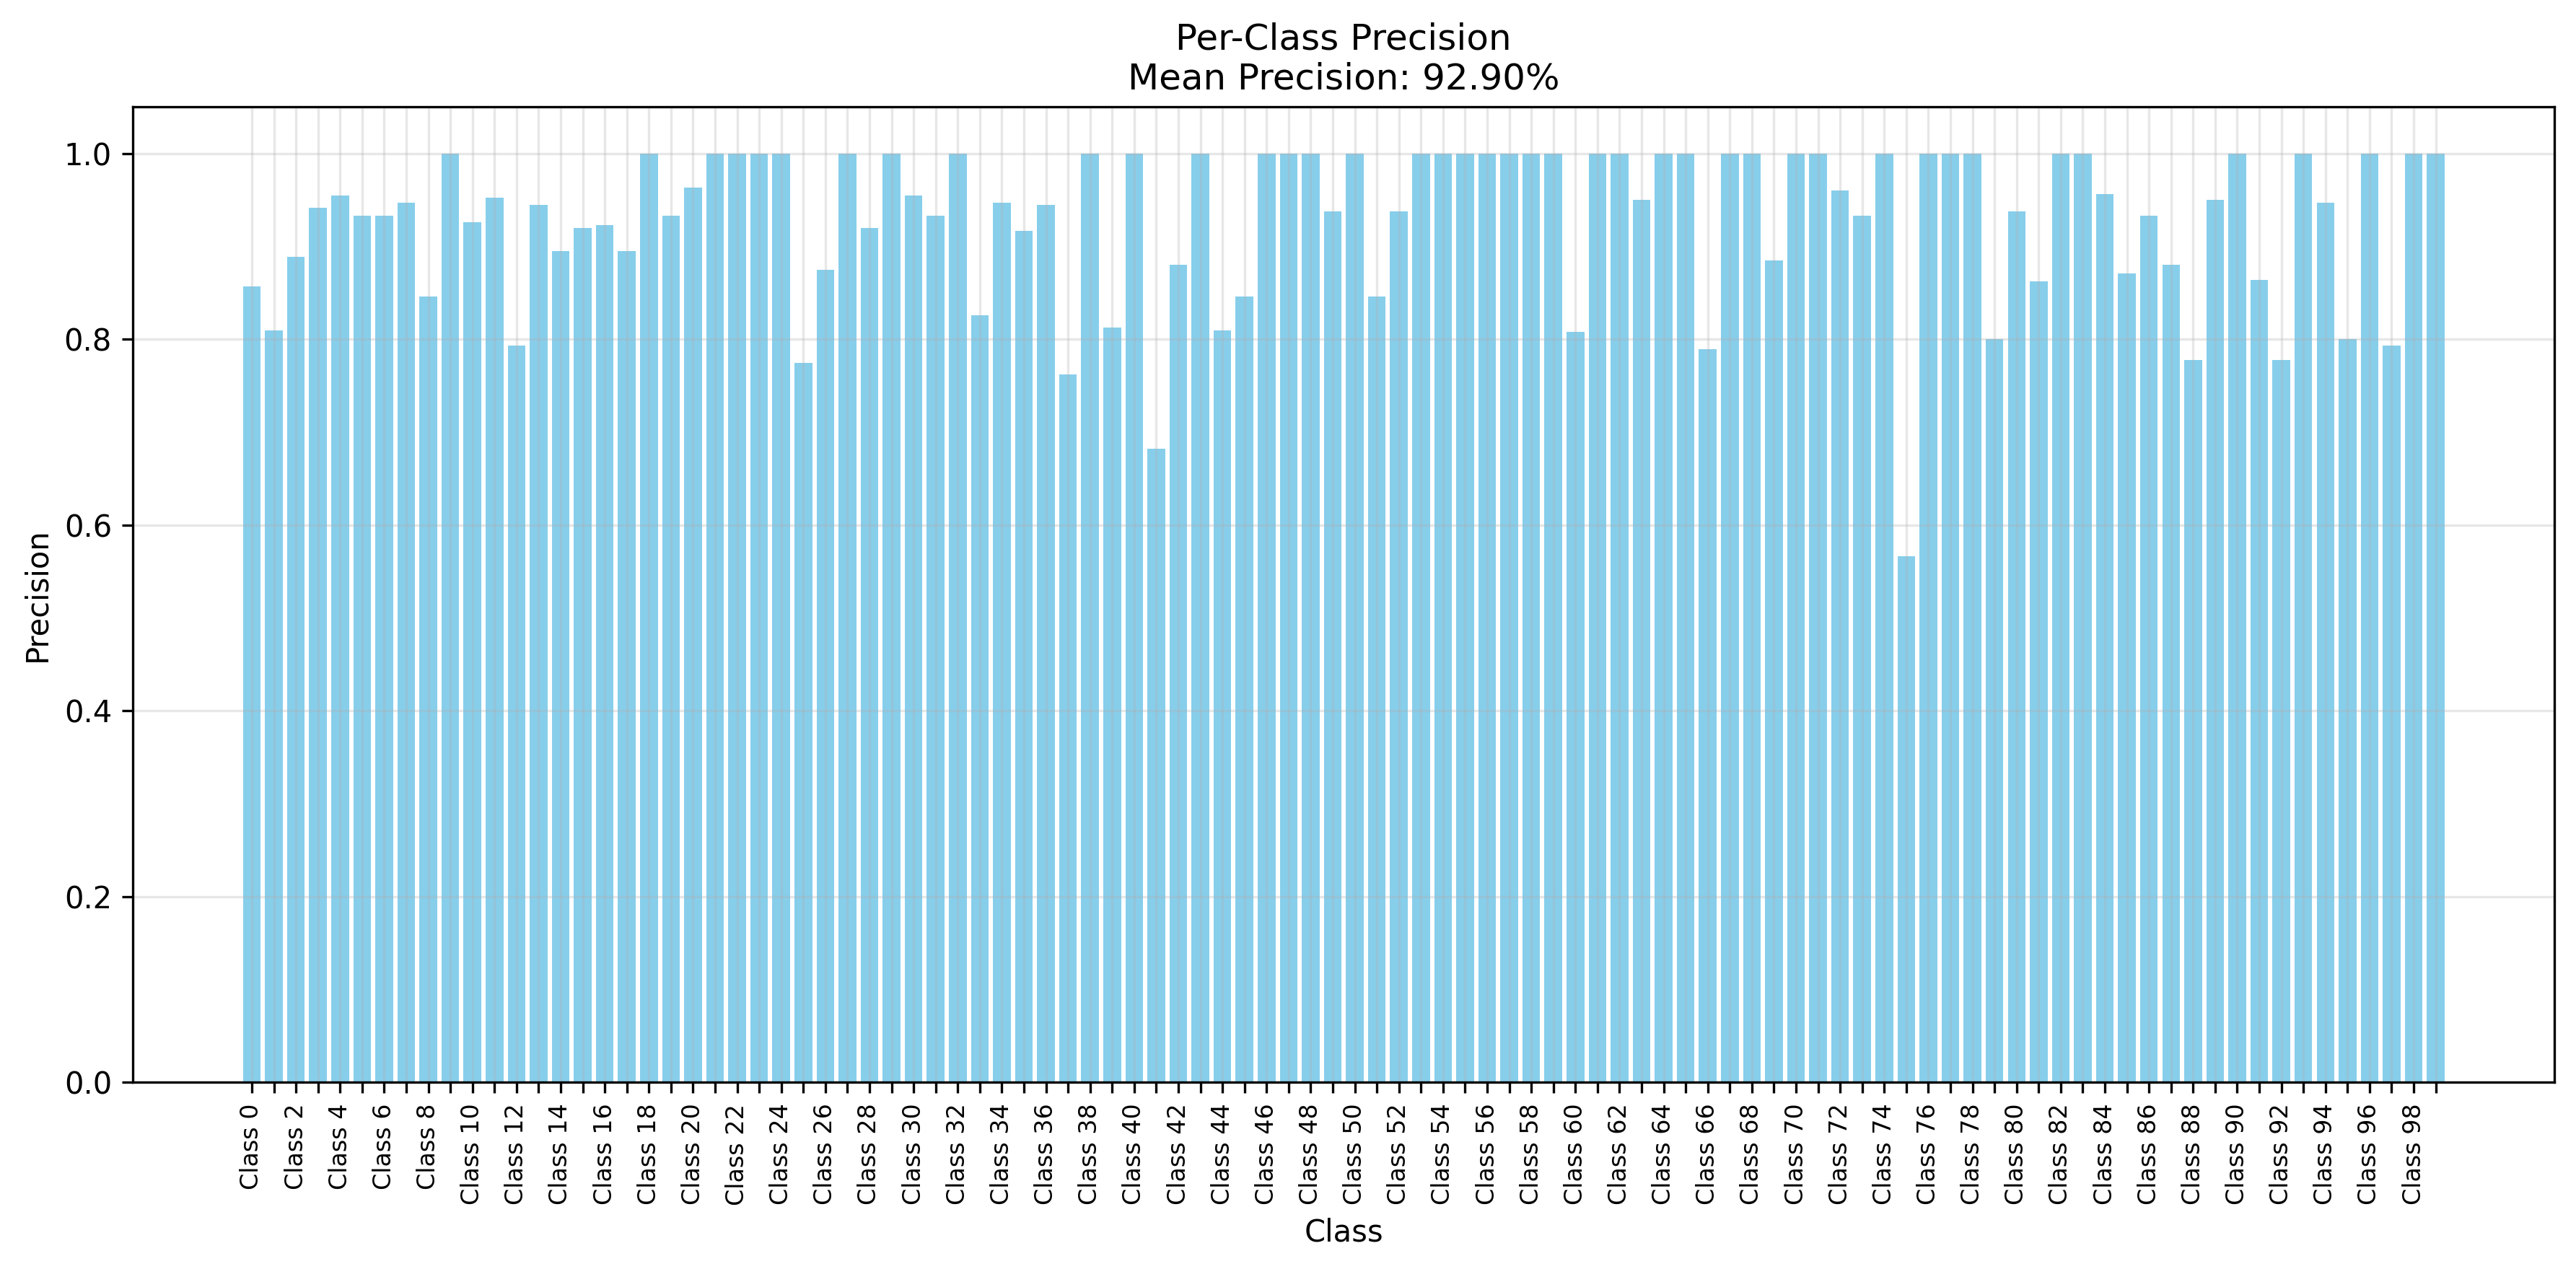 Per-Class Precision
Mean Precision: 92.90%
Precision
1.0
0.8
0.6
0.4
0.2
0.0
Class 0
Class 2
Class 4
Class 6
Class 8
Class 10
Class 12
Class 14
Class 16
Class 18
Class 20
Class 22
Class 24
Class 26
Class 28
Class 30
Class 32
Class 34
Class 36
Class 38
Class 40
Class 42
Class 44
Class 46
Class 48
Class 50
Class 52
Class 54
Class 56
Class 58
Class 60
Class 62
Class 64
Class 66
Class 68
Class 70
Class 72
Class 74
Class 76
Class 78
Class 80
Class 82
Class 84
Class 86
Class 88
Class 90
Class 92
Class 94
Class 96
Class 98
Class